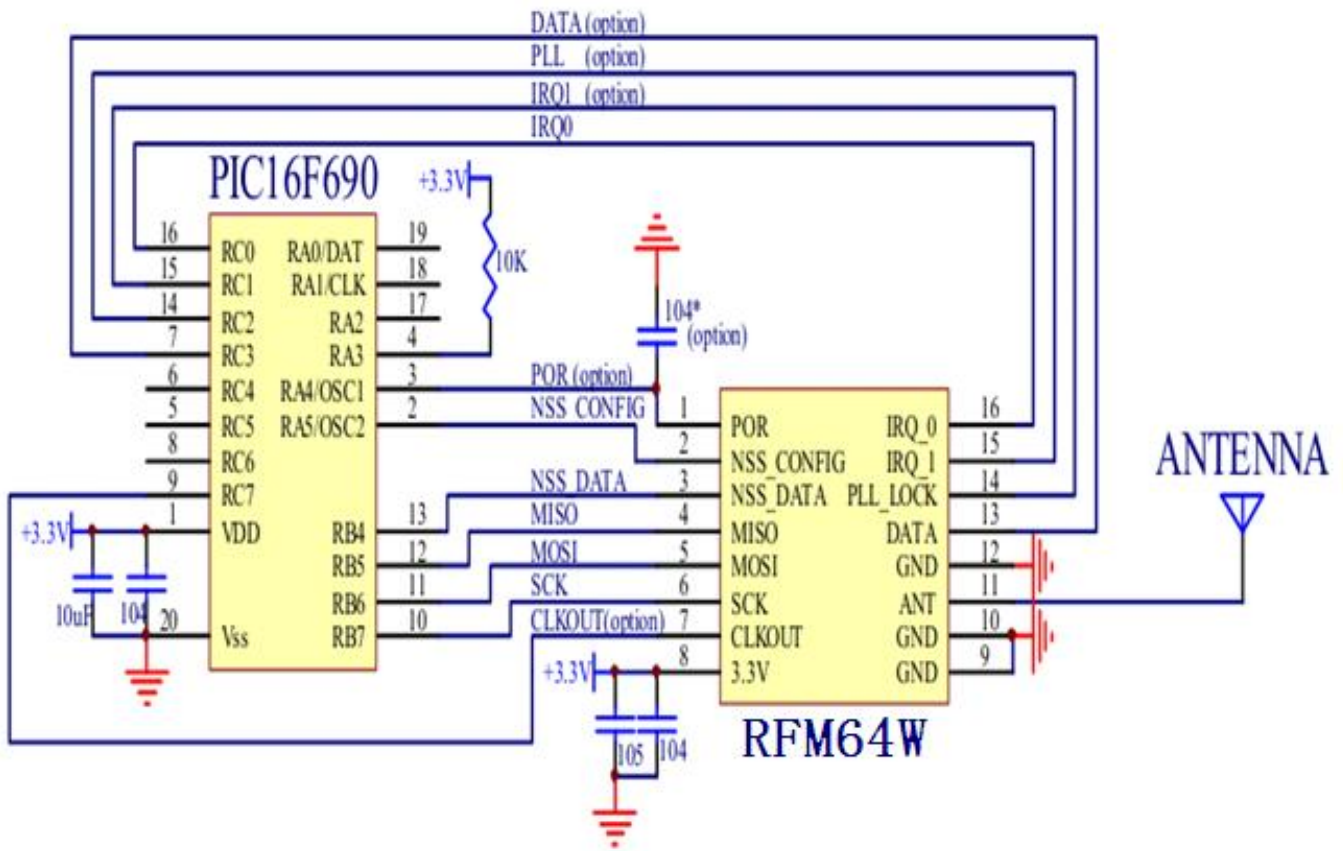 DATA (option)
PLL (option)
IRQ1 (option)
IRQ0
PIC16F690
+3.3V
10K
16 RC0 RA0/DAT 19
15 RC1 RA1/CLK 18
14 RC2 RA2 17
7 RC3 RA3 4
6 RC4 RA4/OSC1 3
5 RC5 RA5/OSC2 2
8 RC6
9 RC7
1 VDD RB4 13
RB5 12
RB6 11
20 Vss RB7 10
+3.3V
10uF 104
104*
(option)
POR (option)
NSS_CONFIG
NSS_DATA
MISO
MOSI
SCK
CLKOUT(option)
1 POR IRQ_0 16
2 NSS_CONFIG IRQ_1 15
3 NSS_DATA PLL_LOCK 14
4 MISO DATA 13
5 MOSI GND 12
6 SCK ANT 11
7 CLKOUT GND 10
8 3.3V GND 9
+3.3V
105 104
RFM64W
ANTENNA